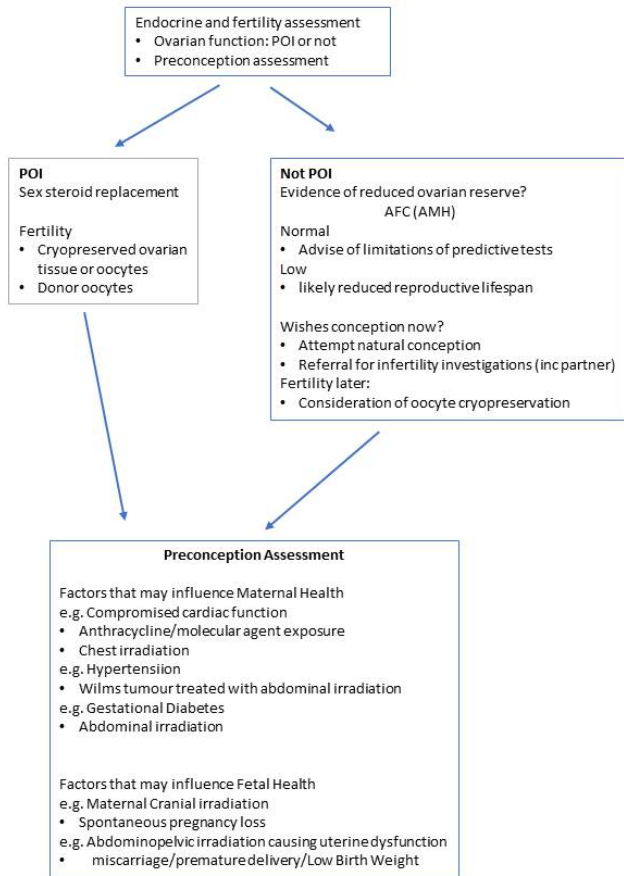 Endocrine and fertility assessment
• Ovarian function: POI or not
• Preconception assessment
POI
Sex steroid replacement
Fertility
• Cryopreserved ovarian
tissue or oocytes
• Donor oocytes
Not POI
Evidence of reduced ovarian reserve?
AFC (AMH)
Normal
• Advise of limitations of predictive tests
Low
• likely reduced reproductive lifespan
Wishes conception now?
• Attempt natural conception
• Referral for infertility investigations (inc partner)
Fertility later:
• Consideration of oocyte cryopreservation
Preconception Assessment
Factors that may influence Maternal Health
e.g. Compromised cardiac function
• Anthracycline/molecular agent exposure
• Chest irradiation
e.g. Hypertensiion
• Wilms tumour treated with abdominal irradiation
e.g. Gestational Diabetes
• Abdominal irradiation
Factors that may influence Fetal Health
e.g. Maternal Cranial irradiation
• Spontaneous pregnancy loss
e.g. Abdominopelvic irradiation causing uterine dysfunction
• miscarriage/premature delivery/Low Birth Weight